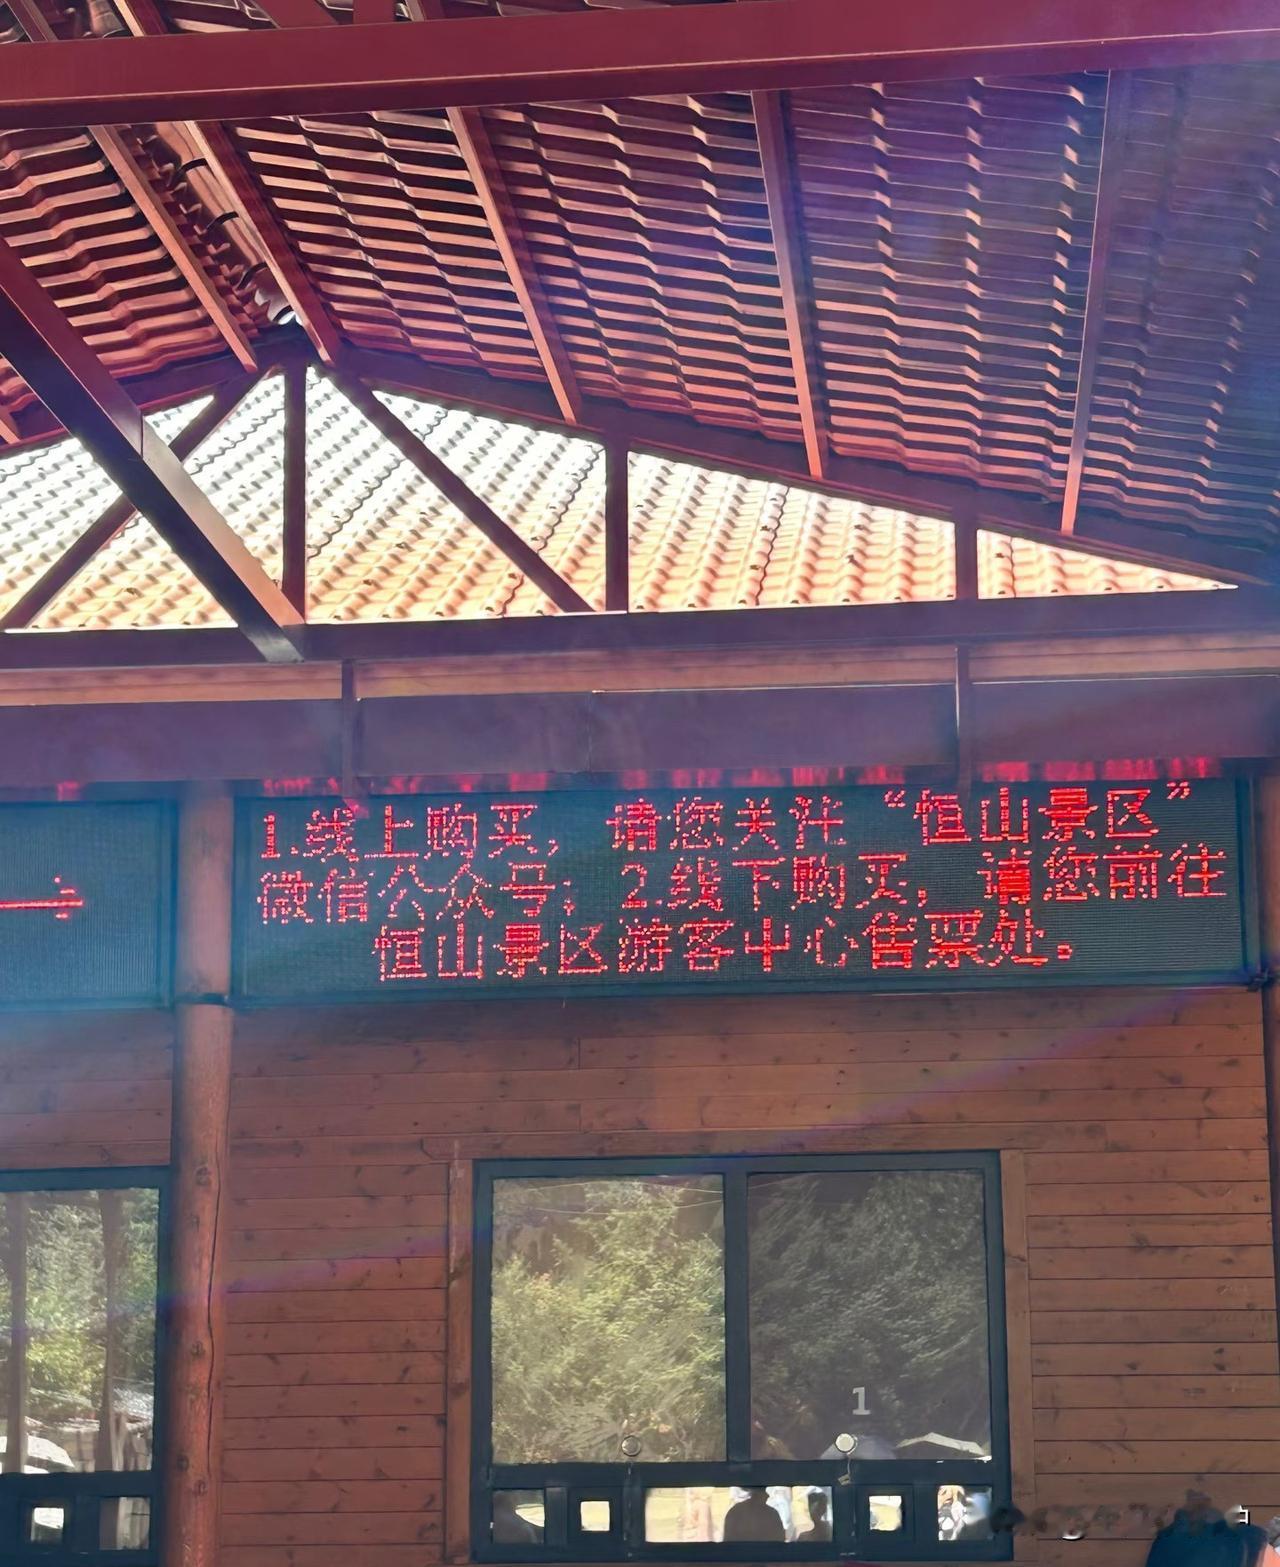 1.线上购买，请您关注“恒山景区”
微信公众号；2.线下购买，请您前往
恒山景区游客中心售票处。
1